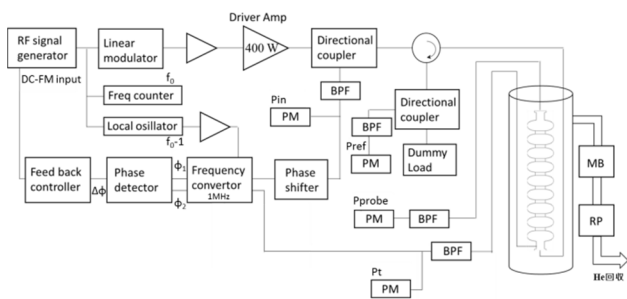 Driver Amp
RF signal
generator
Linear
modulator
400 W
Directional
coupler
DC-FM input
f₀
Freq counter
BPF
Pin
PM
Directional
coupler
Local osillator
f₀-1
BPF
Pref
PM
Dummy
Load
Feed back
controller
Δϕ
Phase
detector
ϕ₁
ϕ₂
Frequency
convertor
1MHz
Phase
shifter
MB
Pprobe
PM
BPF
RP
BPF
Pt
PM
He回収